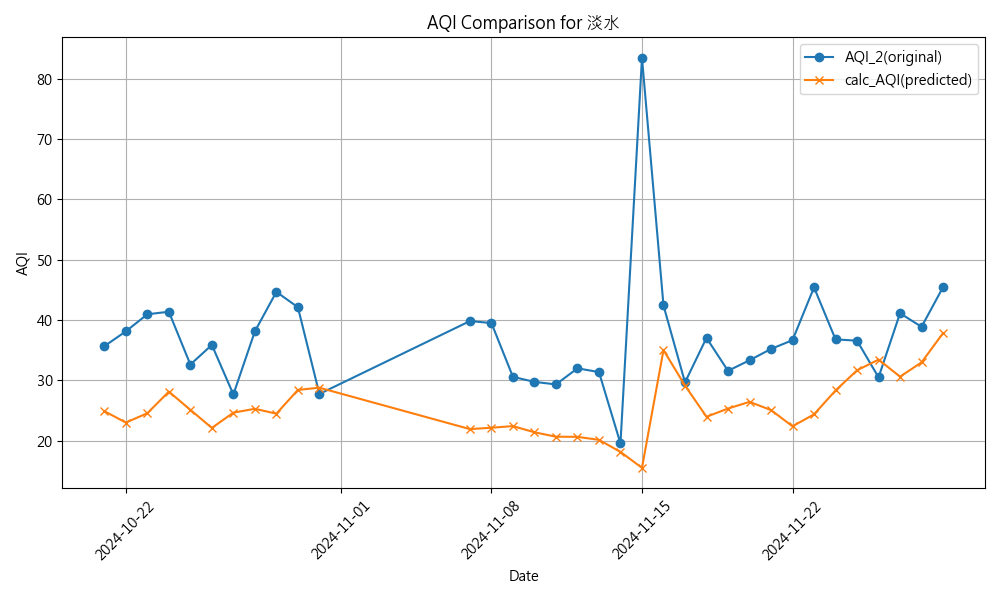 AQI Comparison for 淡水
AQI_2(original)
calc_AQI(predicted)
80
70
60
50
40
30
20
AQI
2024-10-22
2024-11-01
2024-11-08
2024-11-15
2024-11-22
Date